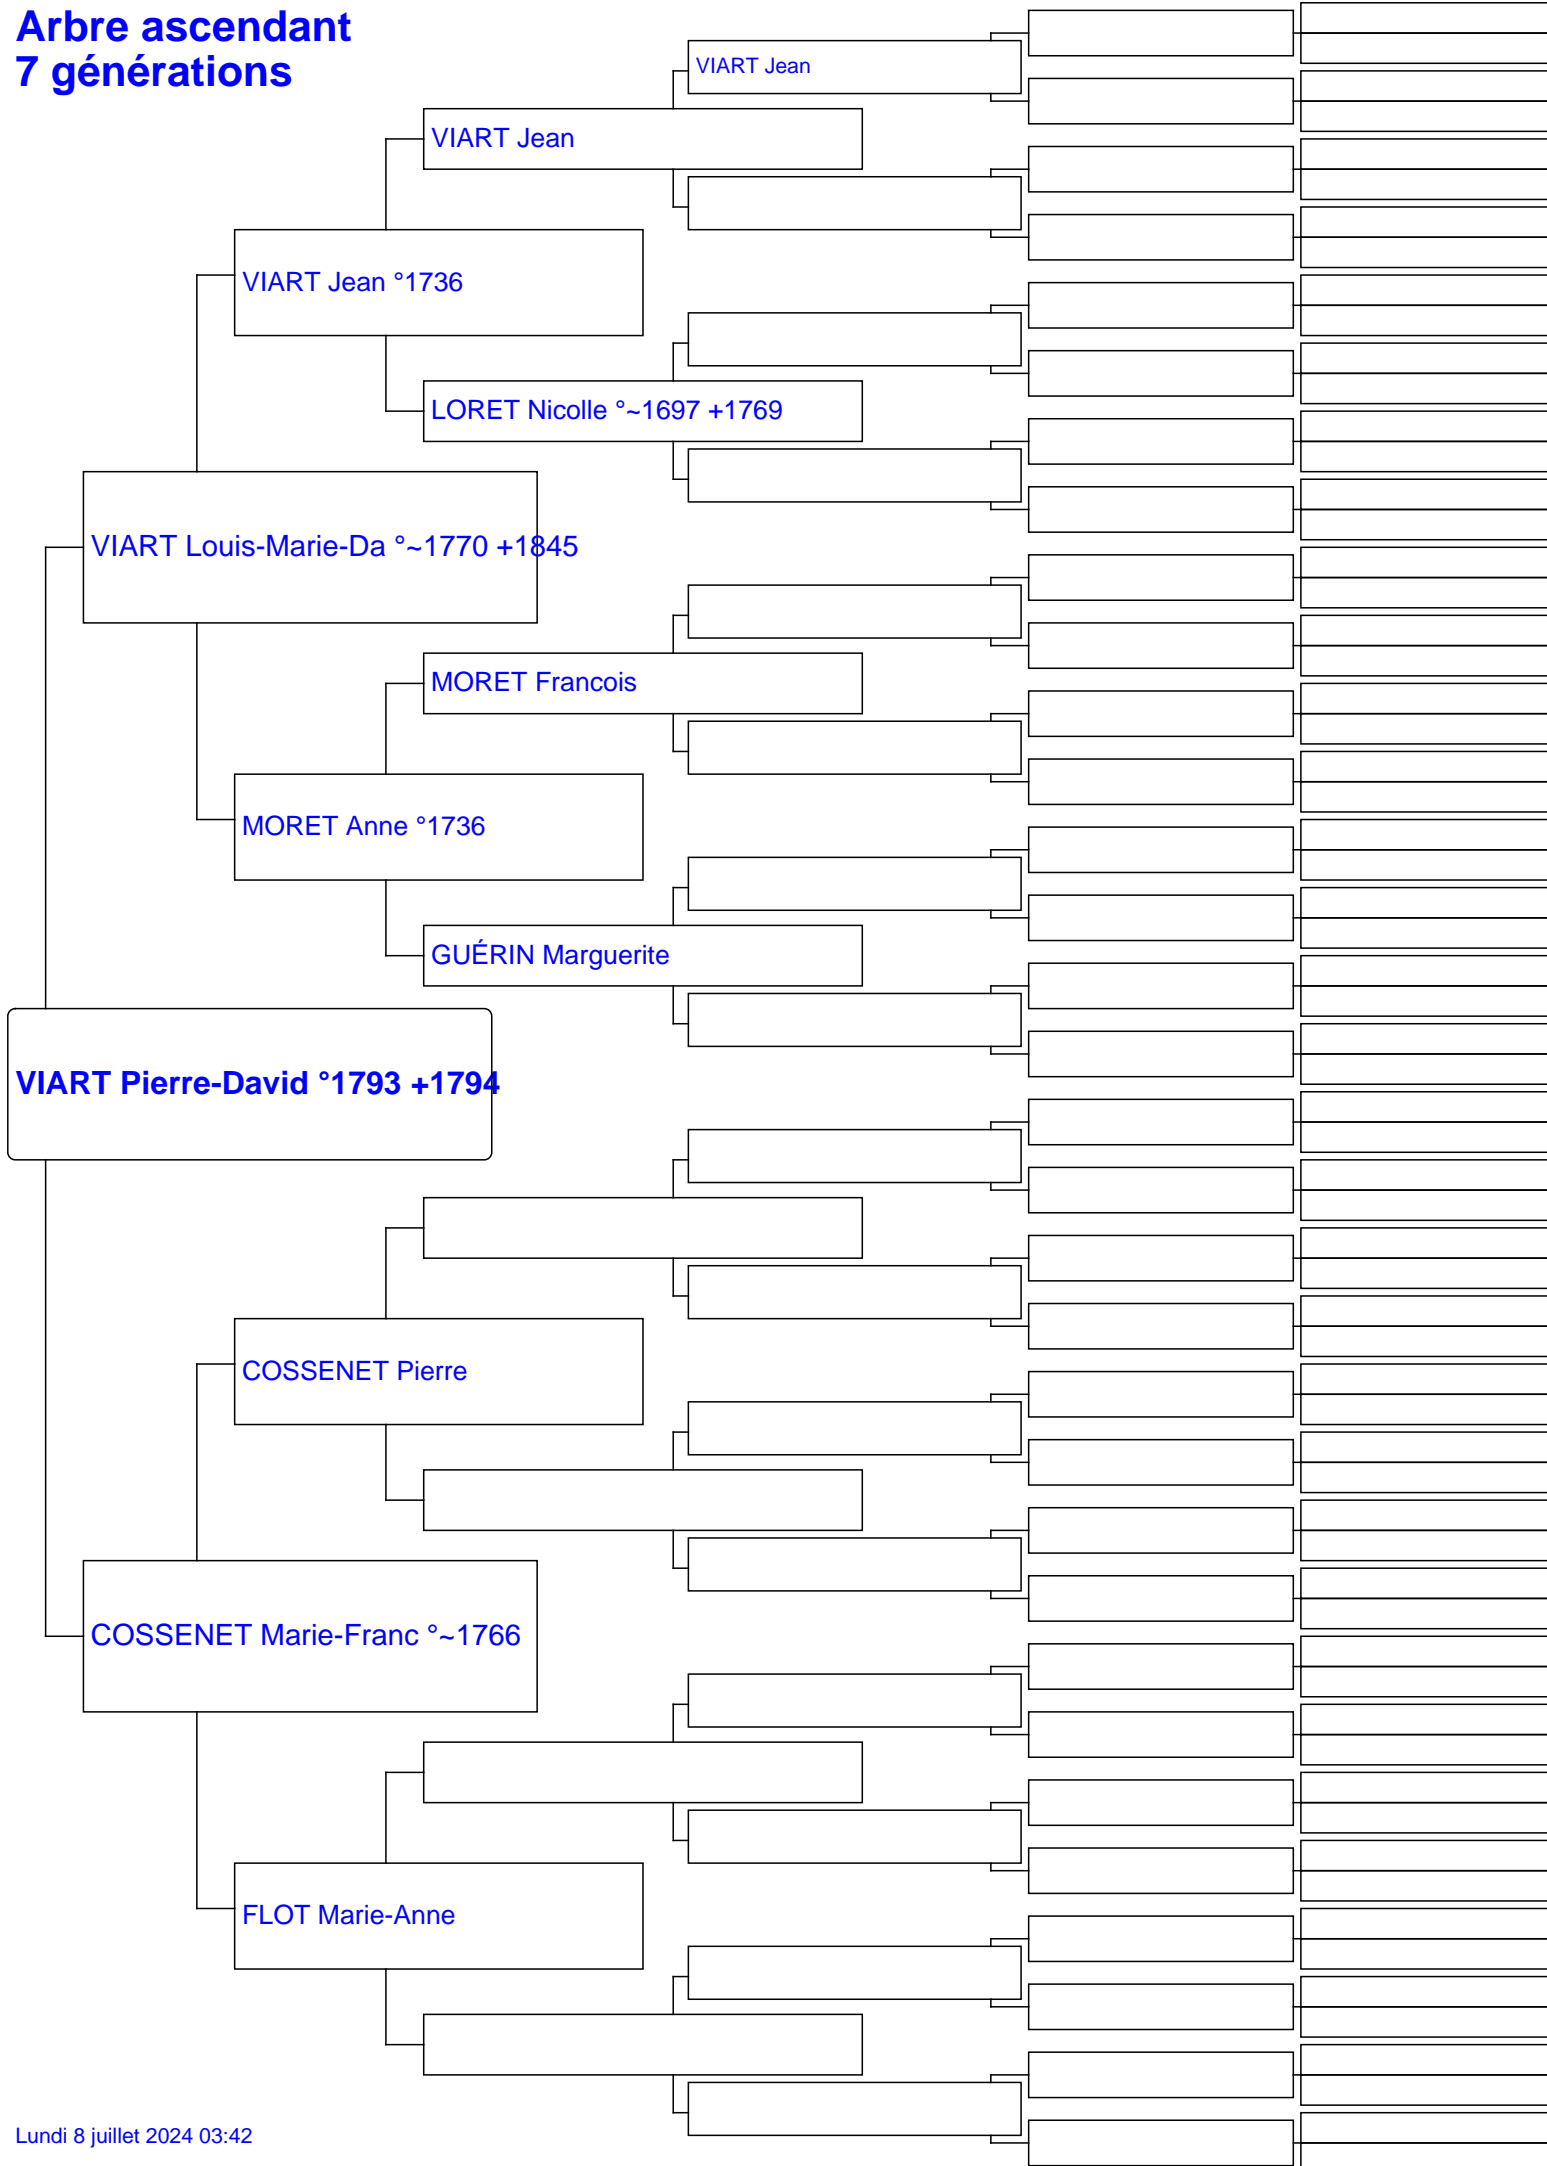 Arbre ascendant
7 générations
VIART Jean
VIART Jean
VIART Jean °1736
LORET Nicolle °~1697 +1769
VIART Louis-Marie-Da °~1770 +1845
MORET Francois
MORET Anne °1736
GUÉRIN Marguerite
VIART Pierre-David °1793 +1794
COSSENET Pierre
COSSENET Marie-Franc °~1766
FLOT Marie-Anne
Lundi 8 juillet 2024 03:42